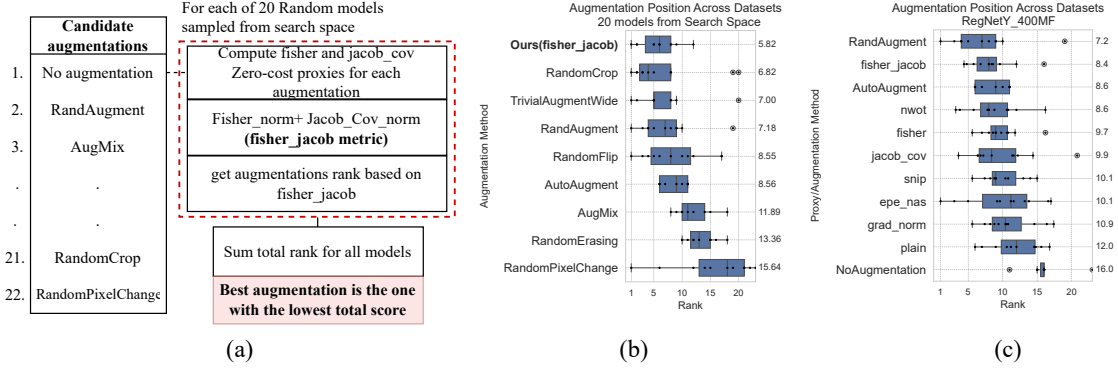 For each of 20 Random models
sampled from search space
Candidate
augmentations
1. No augmentation
2. RandAugment
3. AugMix
. .
. .
21. RandomCrop
22. RandomPixelChange
Compute fisher and jacob_cov
Zero-cost proxies for each
augmentation
Fisher_norm+ Jacob_Cov_norm
(fisher_jacob metric)
get augmentations rank based on
fisher_jacob
Sum total rank for all models
Best augmentation is the one
with the lowest total score
(a)
Augmentation Position Across Datasets
20 models from Search Space
Augmentation Method
Ours(fisher_jacob) 5.82
RandomCrop 6.82
TrivialAugmentWide 7.00
RandAugment 7.18
RandomFlip 8.55
AutoAugment 8.56
AugMix 11.89
RandomErasing 13.36
RandomPixelChange 15.64
1 5 10 15 20
Rank
(b)
Augmentation Position Across Datasets
RegNetY_400MF
Proxy/Augmentation Method
RandAugment 7.2
fisher_jacob 8.4
AutoAugment 8.6
nwot 8.6
fisher 9.7
jacob_cov 9.9
snip 10.1
epe_nas 10.1
grad_norm 10.9
plain 12.0
NoAugmentation 16.0
1 5 10 15 20
Rank
(c)